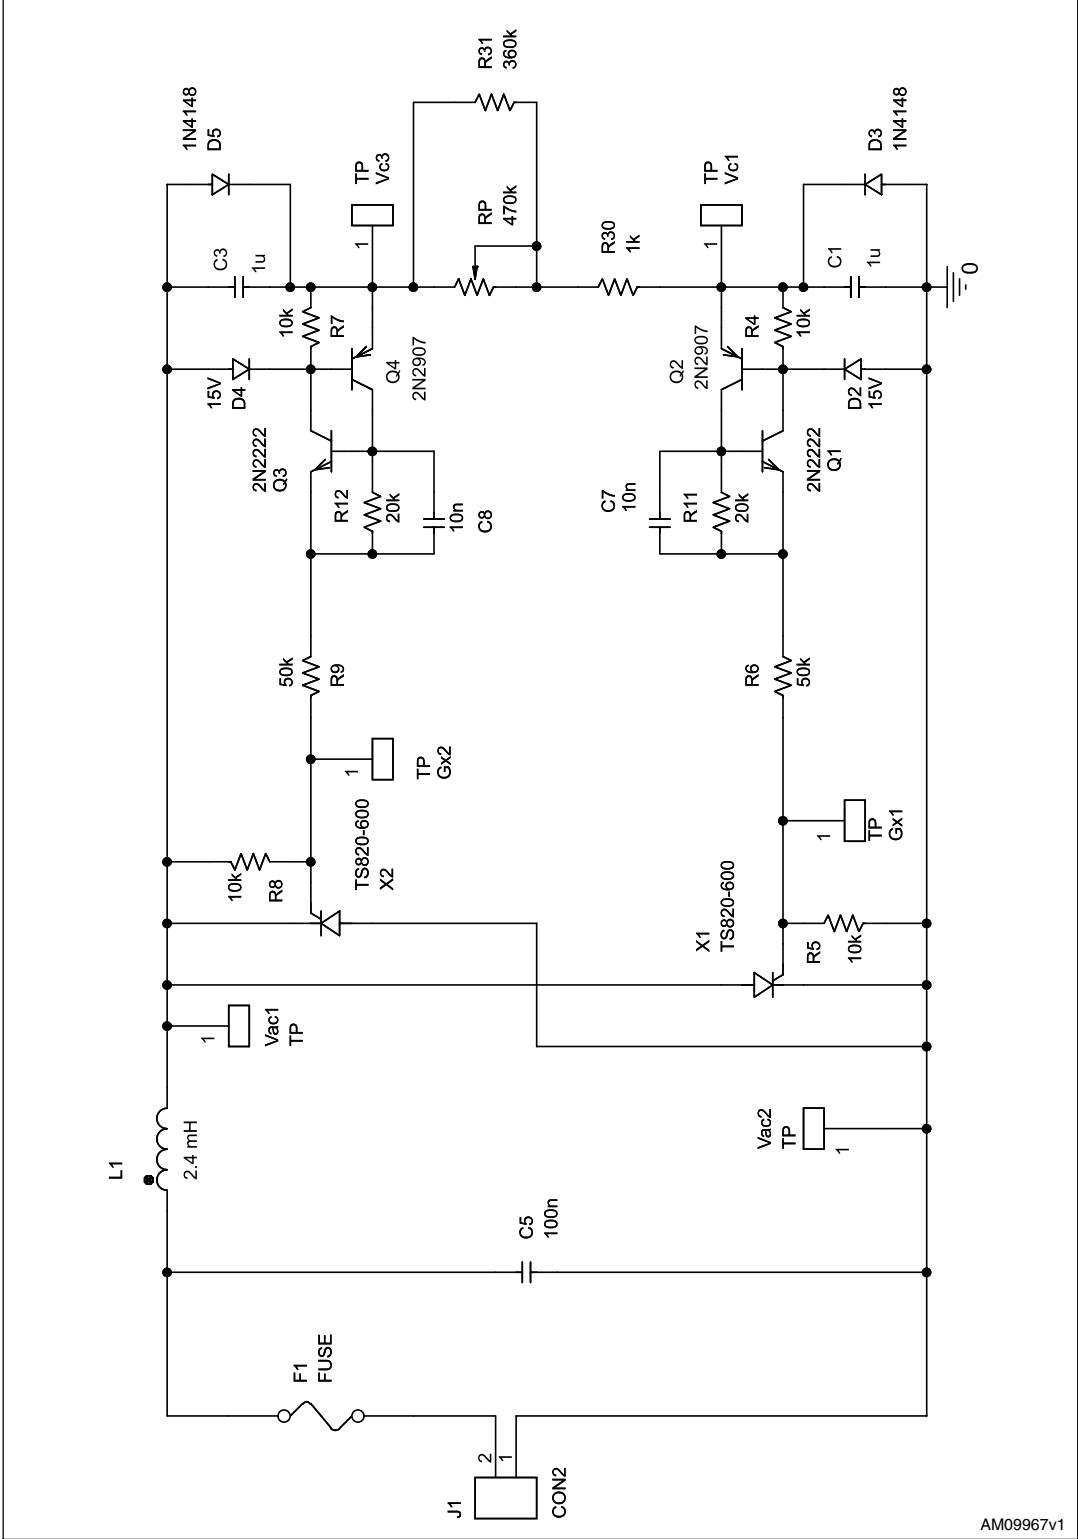 J1
CON2
2
1
F1
FUSE
C5
100n
L1
2.4 mH
Vac1
TP
1
Vac2
TP
1
10k
R8
TS820-600
X2
X1
TS820-600
R5
10k
1
TP
Gx2
1
TP
Gx1
50k
R9
R6
50k
2N2222
Q3
R12
20k
10n
C8
C7
10n
R11
20k
2N2222
Q1
15V
D4
Q4
2N2907
Q2
2N2907
D2
15V
10k
R7
R4
10k
C3
1u
C1
1u
1N4148
D5
D3
1N4148
TP
Vc3
1
TP
Vc1
1
RP
470k
R31
360k
R30
1k
0
AM09967v1